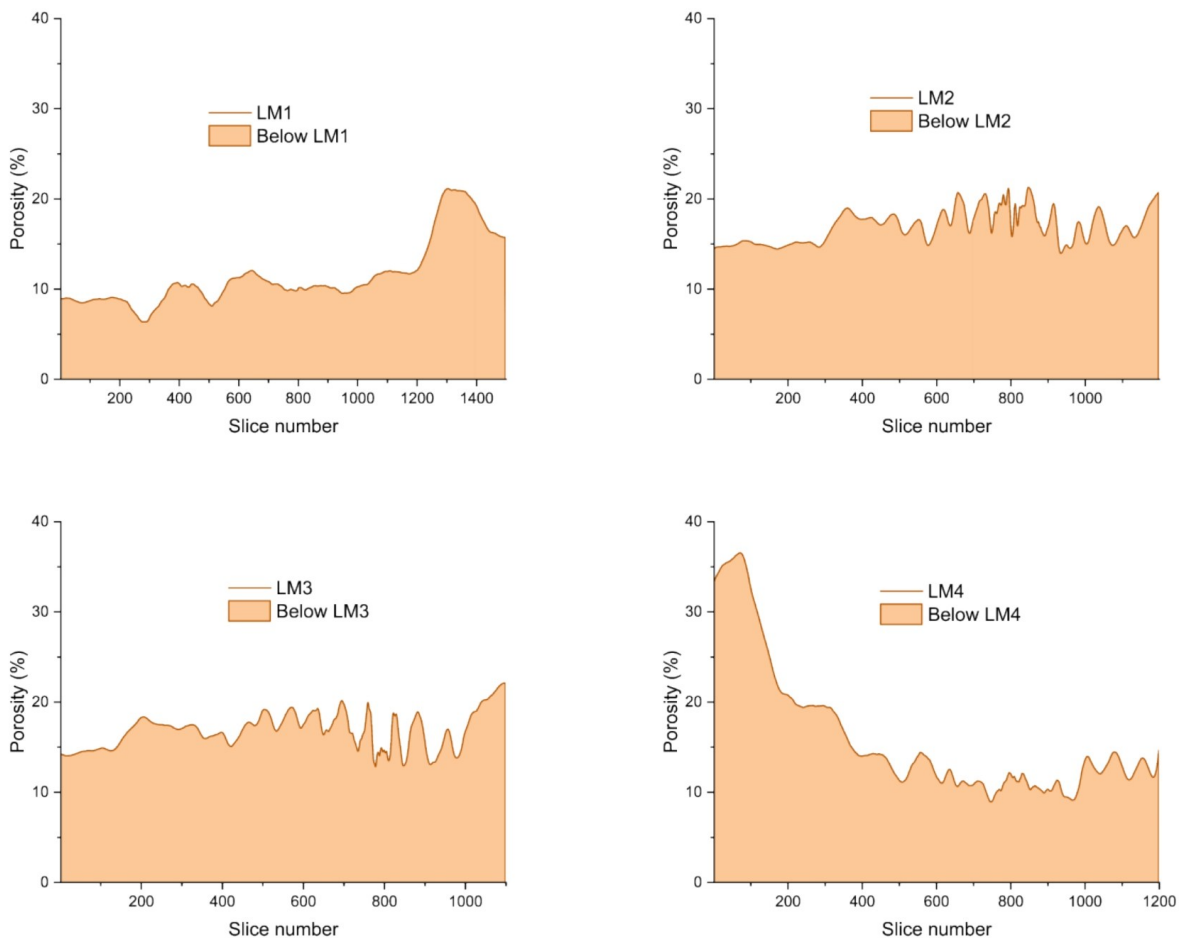 40
30
20
10
0
Porosity (%)
LM1
Below LM1
200 400 600 800 1000 1200 1400
Slice number
40
30
20
10
0
Porosity (%)
LM2
Below LM2
200 400 600 800 1000
Slice number
40
30
20
10
0
Porosity (%)
LM3
Below LM3
200 400 600 800 1000
Slice number
40
30
20
10
0
Porosity (%)
LM4
Below LM4
200 400 600 800 1000 1200
Slice number